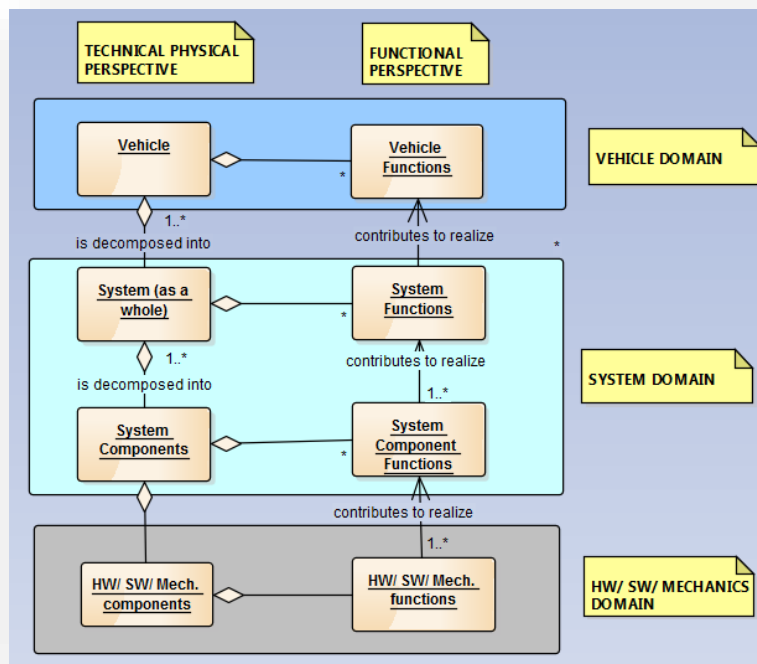 TECHNICAL PHYSICAL
PERSPECTIVE
FUNCTIONAL
PERSPECTIVE
Vehicle
Vehicle
Functions
*
VEHICLE DOMAIN
1..*
is decomposed into
contributes to realize
*
System (as a
whole)
System
Functions
*
1..*
is decomposed into
contributes to realize
1..*
SYSTEM DOMAIN
System
Components
System
Component
Functions
*
contributes to realize
1..*
HW/ SW/ Mech.
components
HW/ SW/ Mech.
functions
HW/ SW/ MECHANICS
DOMAIN